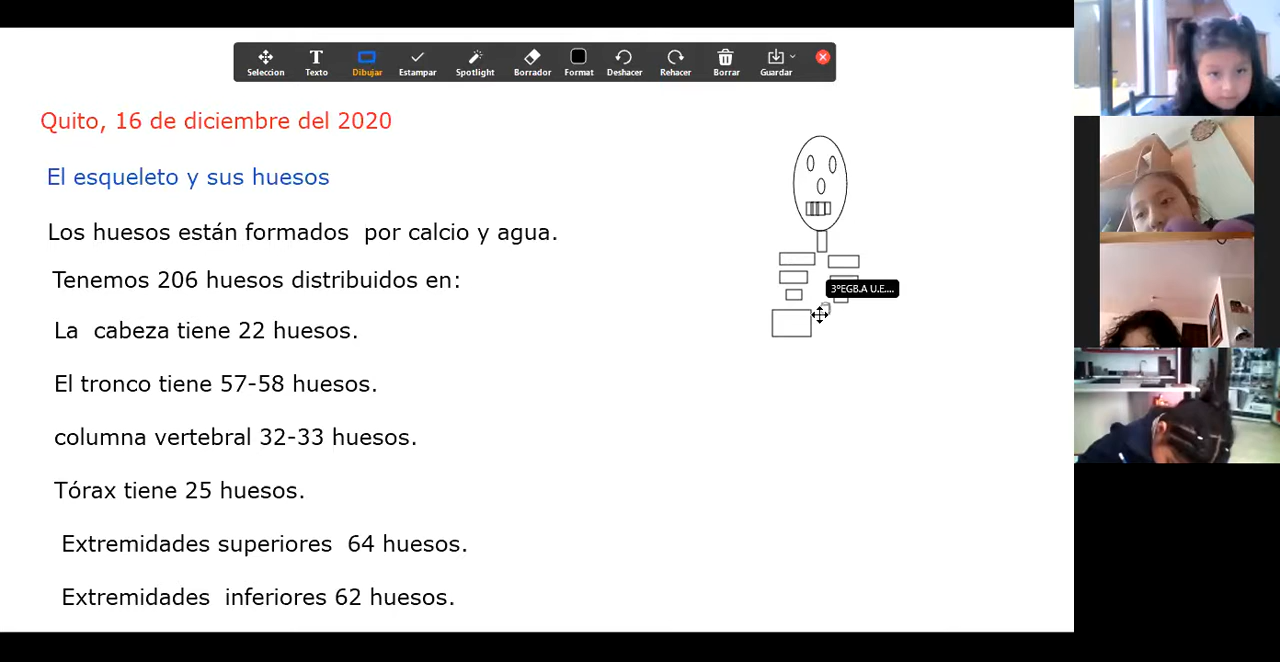 Seleccion Texto Dibujar Estampar Spotlight Borrador Format Deshacer Rehacer Borrar Guardar
Quito, 16 de diciembre del 2020
El esqueleto y sus huesos
Los huesos están formados por calcio y agua.
Tenemos 206 huesos distribuidos en:
3°EGB.A U.E....
La cabeza tiene 22 huesos.
El tronco tiene 57-58 huesos.
columna vertebral 32-33 huesos.
Tórax tiene 25 huesos.
Extremidades superiores 64 huesos.
Extremidades inferiores 62 huesos.